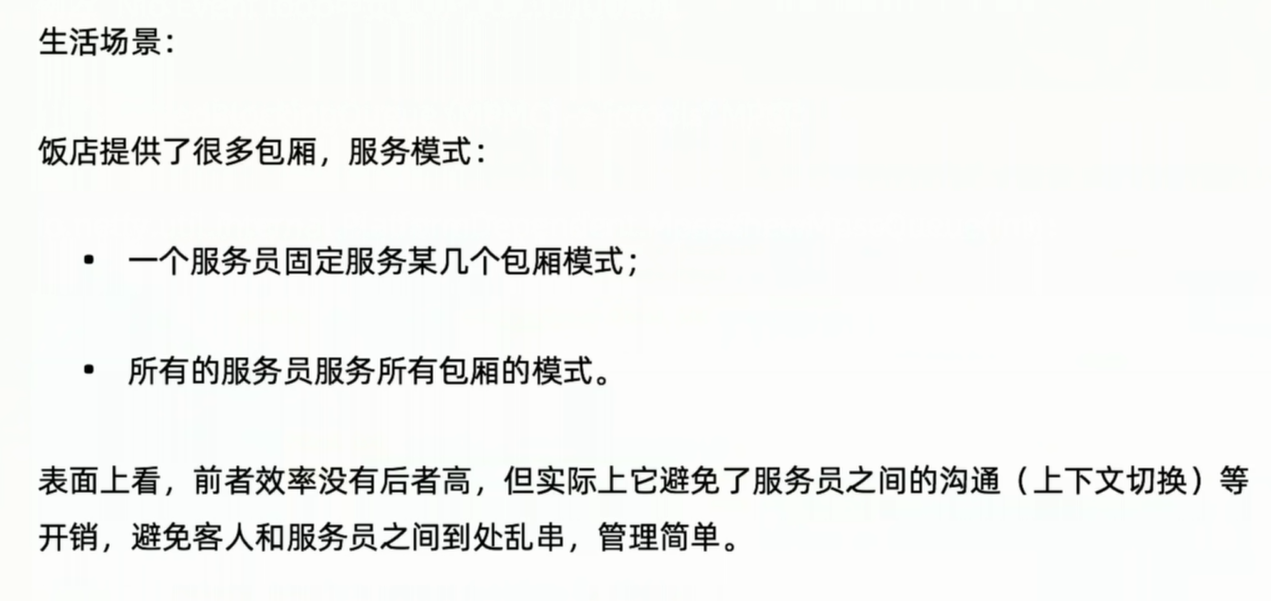 生活场景：
饭店提供了很多包厢，服务模式：
• 一个服务员固定服务某几个包厢模式；
• 所有的服务员服务所有包厢的模式。
表面上看，前者效率没有后者高，但实际上它避免了服务员之间的沟通（上下文切换）等
开销，避免客人和服务员之间到处乱串，管理简单。